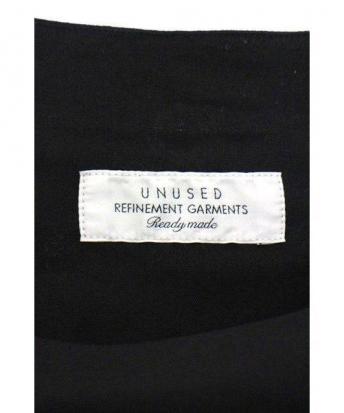 UNUSED
REFINEMENT GARMENTS
Ready made